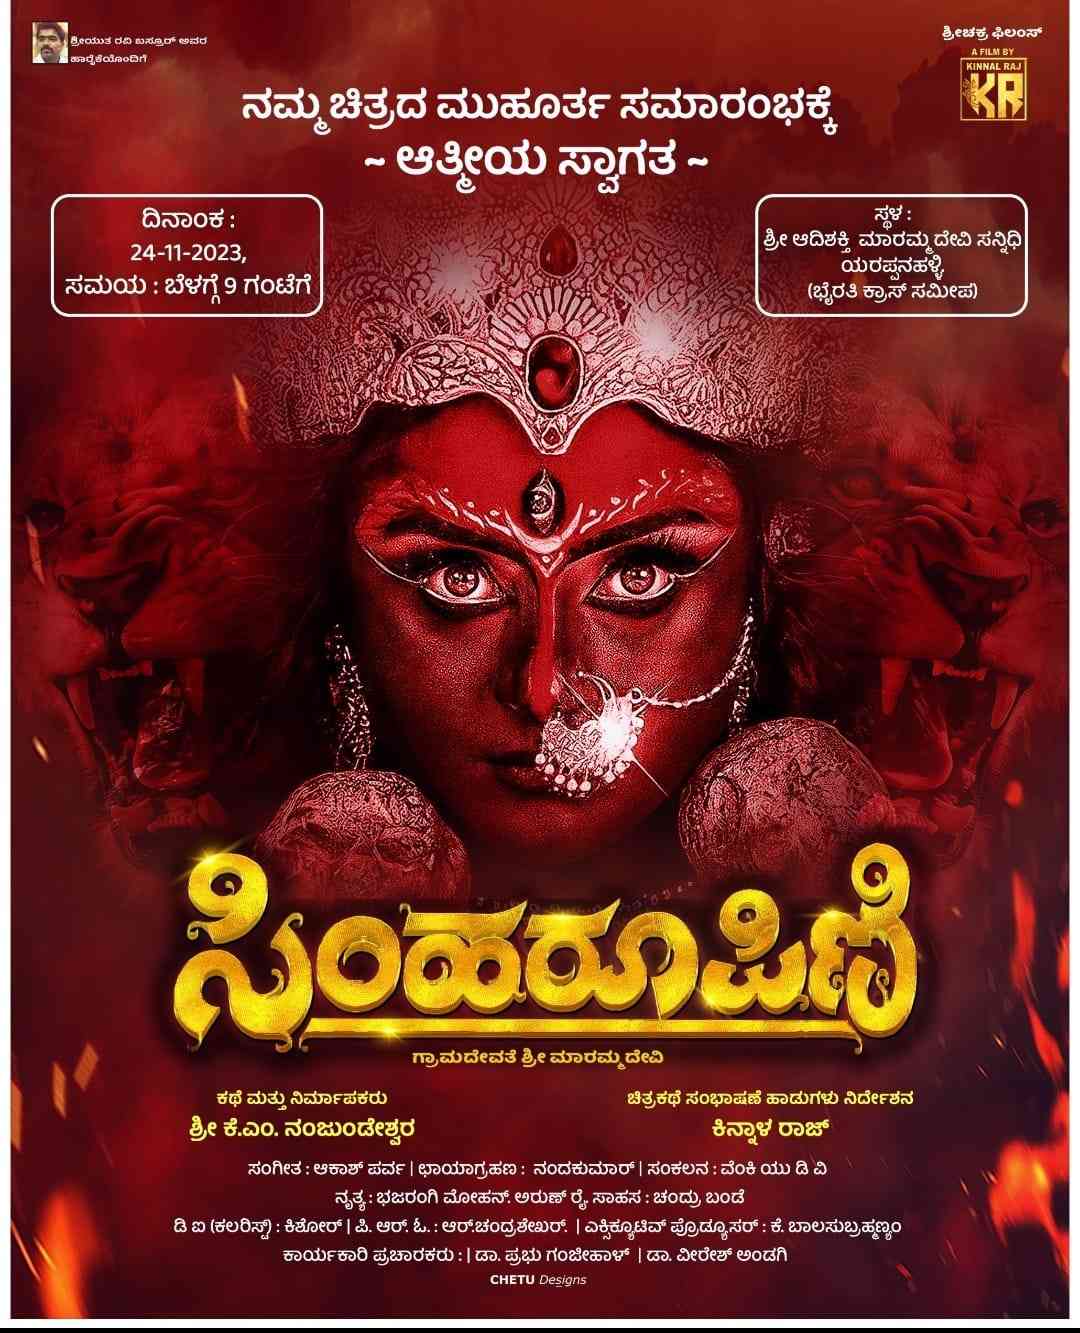 ಶ್ರೀಯುತ ರವಿ ಬಸ್ರೂರ್ ಅವರ
ಹಾರೈಕೆಯೊಂದಿಗೆ
ಶ್ರೀಚಕ್ರ ಫಿಲಂಸ್
A FILM BY
KINNAL RAJ
KR
ನಮ್ಮ ಚಿತ್ರದ ಮುಹೂರ್ತ ಸಮಾರಂಭಕ್ಕೆ
~ ಆತ್ಮೀಯ ಸ್ವಾಗತ ~
ದಿನಾಂಕ :
24-11-2023,
ಸಮಯ : ಬೆಳಗ್ಗೆ 9 ಗಂಟೆಗೆ
ಸ್ಥಳ :
ಶ್ರೀ ಆದಿಶಕ್ತಿ ಮಾರಮ್ಮದೇವಿ ಸನ್ನಿಧಿ
ಯರಪ್ಪನಹಳ್ಳಿ
(ಭೈರತಿ ಕ್ರಾಸ್ ಸಮೀಪ)
ಸಿಂಹರೂಪಿಣಿ
ಗ್ರಾಮದೇವತೆ ಶ್ರೀ ಮಾರಮ್ಮದೇವಿ
ಕಥೆ ಮತ್ತು ನಿರ್ಮಾಪಕರು
ಶ್ರೀ ಕೆ.ಎಂ. ನಂಜುಂಡೇಶ್ವರ
ಚಿತ್ರಕಥೆ ಸಂಭಾಷಣೆ ಹಾಡುಗಳು ನಿರ್ದೇಶನ
ಕಿನ್ನಾಳ ರಾಜ್
ಸಂಗೀತ : ಆಕಾಶ್ ಪರ್ವ | ಛಾಯಾಗ್ರಹಣ : ನಂದಕುಮಾರ್ | ಸಂಕಲನ : ವೆಂಕಿ ಯು ಡಿ ವಿ
ನೃತ್ಯ : ಭಜರಂಗಿ ಮೋಹನ್. ಅರುಣ್ ರೈ. ಸಾಹಸ : ಚಂದ್ರು ಬಂಡೆ
ಡಿ ಐ (ಕಲರಿಸ್ಟ್) : ಕಿಶೋರ್ | ಪಿ. ಆರ್. ಓ. : ಆರ್.ಚಂದ್ರಶೇಖರ್. | ಎಕ್ಸಿಕ್ಯೂಟಿವ್ ಪ್ರೊಡ್ಯೂಸರ್ : ಕೆ. ಬಾಲಸುಬ್ರಹ್ಮಣ್ಯಂ
ಕಾರ್ಯಕಾರಿ ಪ್ರಚಾರಕರು : | ಡಾ. ಪ್ರಭು ಗಂಜೀಹಾಳ್ | ಡಾ. ವೀರೇಶ್ ಅಂಡಗಿ
CHETU Designs